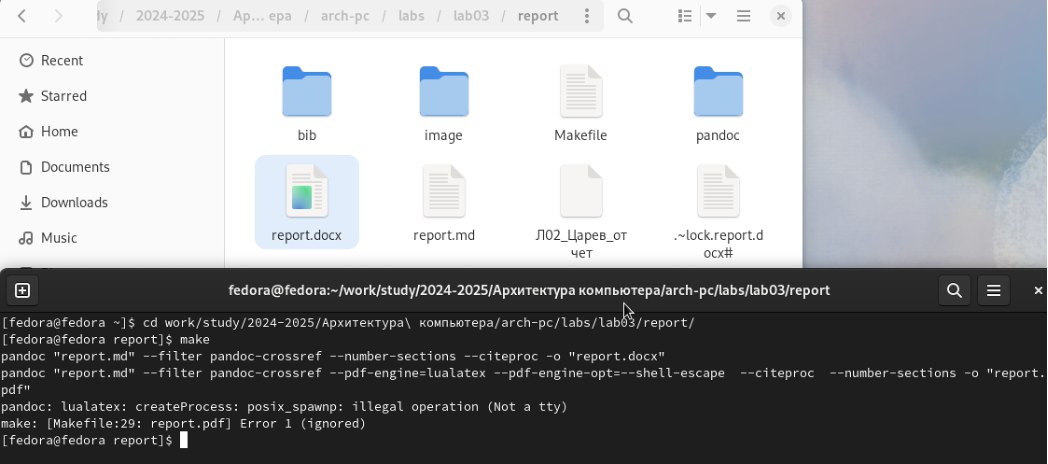 / 2024-2025 / Ар… ера / arch-pc / labs / lab03 / report
Recent
Starred
Home
Documents
Downloads
Music
bib
image
Makefile
pandoc
report.docx
report.md
Л02_Царев_от
чет
.~lock.report.d
ocx#
fedora@fedora:~/work/study/2024-2025/Архитектура компьютера/arch-pc/labs/lab03/report
[fedora@fedora ~]$ cd work/study/2024-2025/Архитектура\ компьютера/arch-pc/labs/lab03/report/
[fedora@fedora report]$ make
pandoc "report.md" --filter pandoc-crossref --number-sections --citeproc -o "report.docx"
pandoc "report.md" --filter pandoc-crossref --pdf-engine=lualatex --pdf-engine-opt=--shell-escape  --citeproc  --number-sections -o "report.
pdf"
pandoc: lualatex: createProcess: posix_spawnp: illegal operation (Not a tty)
make: [Makefile:29: report.pdf] Error 1 (ignored)
[fedora@fedora report]$